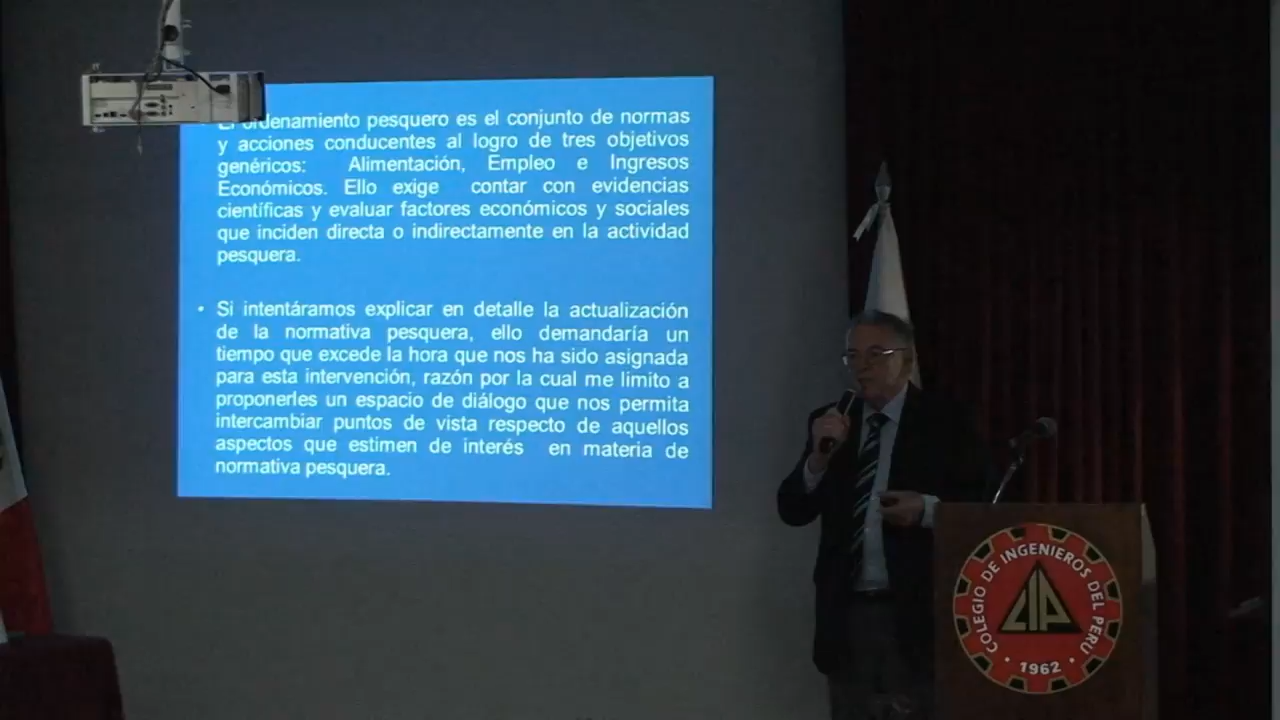 El ordenamiento pesquero es el conjunto de normas
y acciones conducentes al logro de tres objetivos
genéricos: Alimentación, Empleo e Ingresos
Económicos. Ello exige contar con evidencias
científicas y evaluar factores económicos y sociales
que inciden directa o indirectamente en la actividad
pesquera.
• Si intentáramos explicar en detalle la actualización
de la normativa pesquera, ello demandaría un
tiempo que excede la hora que nos ha sido asignada
para esta intervención, razón por la cual me limito a
proponerles un espacio de diálogo que nos permita
intercambiar puntos de vista respecto de aquellos
aspectos que estimen de interés en materia de
normativa pesquera.
COLEGIO DE INGENIEROS DEL PERU
CIP
• 1962 •